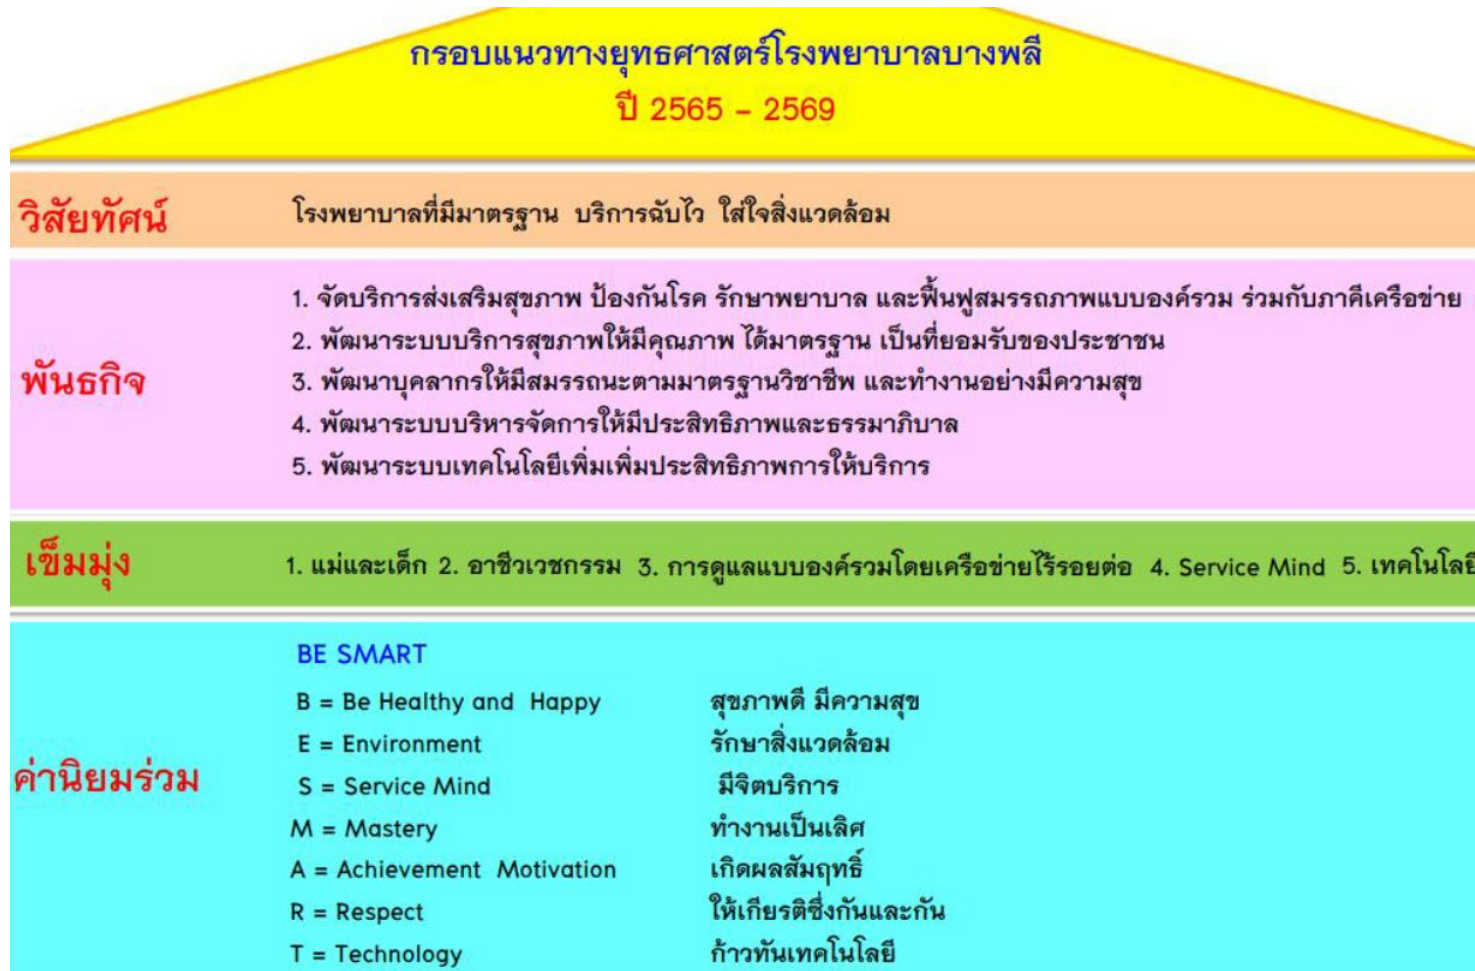 กรอบแนวทางยุทธศาสตร์โรงพยาบาลบางพลี
ปี 2565 - 2569
วิสัยทัศน์ โรงพยาบาลที่มีมาตรฐาน บริการฉับไว ใส่ใจสิ่งแวดล้อม
พันธกิจ
1. จัดบริการส่งเสริมสุขภาพ ป้องกันโรค รักษาพยาบาล และฟื้นฟูสมรรถภาพแบบองค์รวม ร่วมกับภาคีเครือข่าย
2. พัฒนาระบบบริการสุขภาพให้มีคุณภาพ ได้มาตรฐาน เป็นที่ยอมรับของประชาชน
3. พัฒนาบุคลากรให้มีสมรรถนะตามมาตรฐานวิชาชีพ และทำงานอย่างมีความสุข
4. พัฒนาระบบบริหารจัดการให้มีประสิทธิภาพและธรรมาภิบาล
5. พัฒนาระบบเทคโนโลยีเพิ่มเพิ่มประสิทธิภาพการให้บริการ
เข็มมุ่ง 1. แม่และเด็ก 2. อาชีวเวชกรรม 3. การดูแลแบบองค์รวมโดยเครือข่ายไร้รอยต่อ 4. Service Mind 5. เทคโนโลยี
ค่านิยมร่วม
BE SMART
B = Be Healthy and Happy สุขภาพดี มีความสุข
E = Environment รักษาสิ่งแวดล้อม
S = Service Mind มีจิตบริการ
M = Mastery ทำงานเป็นเลิศ
A = Achievement Motivation เกิดผลสัมฤทธิ์
R = Respect ให้เกียรติซึ่งกันและกัน
T = Technology ก้าวทันเทคโนโลยี